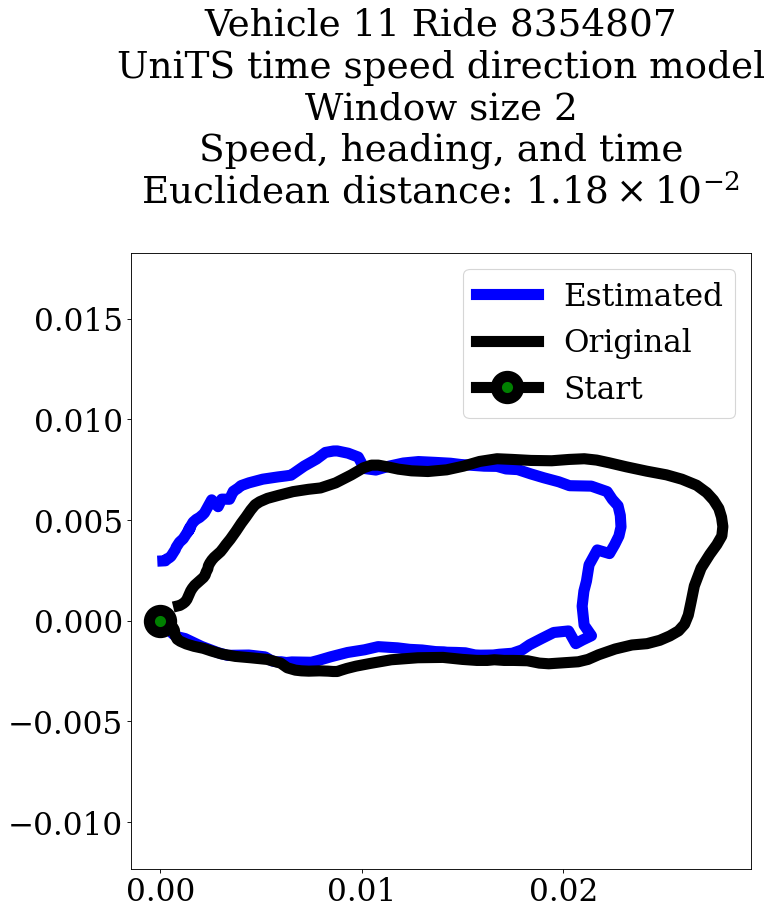 Vehicle 11 Ride 8354807
UniTS time speed direction model
Window size 2
Speed, heading, and time
Euclidean distance: 1.18 × 10⁻²
Estimated
Original
Start
0.015
0.010
0.005
0.000
−0.005
−0.010
0.00 0.01 0.02